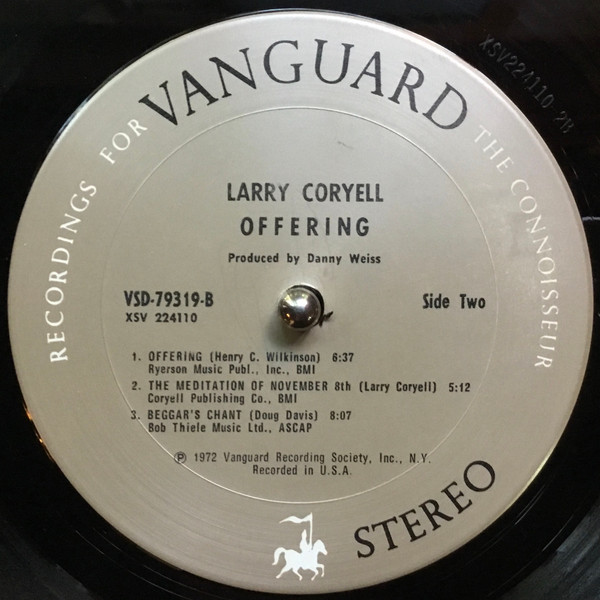 RECORDINGS FOR VANGUARD THE CONNOISSEUR
XSV224110 2B
LARRY CORYELL
OFFERING
Produced by Danny Weiss
VSD-79319-B
XSV 224110
Side Two
1. OFFERING (Henry C. Wilkinson) 6:37
Ryerson Music Publ., Inc., BMI
2. THE MEDITATION OF NOVEMBER 8th (Larry Coryell) 5:12
Coryell Publishing Co., BMI
3. BEGGAR'S CHANT (Doug Davis) 8:07
Bob Thiele Music Ltd., ASCAP
℗ 1972 Vanguard Recording Society, Inc., N.Y.
Recorded in U.S.A.
STEREO